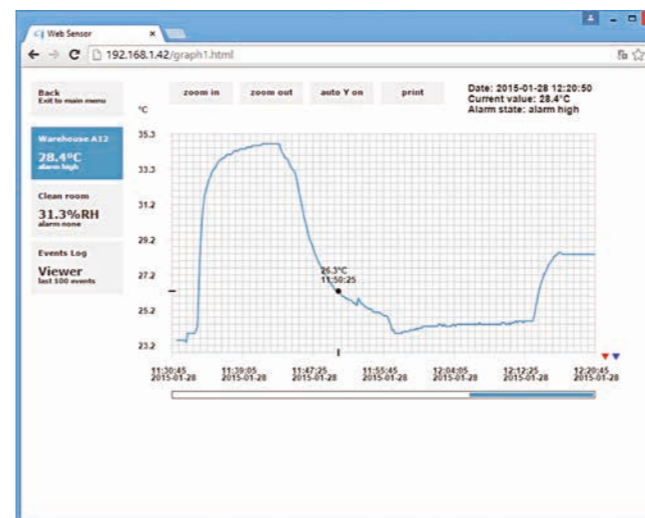 Web Sensor
192.168.1.42/graph1.html
Back
Exit to main menu
zoom in
zoom out
auto Y on
print
Date: 2015-01-28 12:20:50
Current value: 28.4°C
Alarm state: alarm high
°C
Warehouse A12
28.4°C
alarm high
Clean room
31.3%RH
alarm none
Events Log
Viewer
last 100 events
35.3
33.3
31.2
29.2
27.2
25.2
23.2
26.3°C
11:50:25
11:30:45 11:39:05 11:47:25 11:55:45 12:04:05 12:12:25 12:20:45
2015-01-28 2015-01-28 2015-01-28 2015-01-28 2015-01-28 2015-01-28 2015-01-28